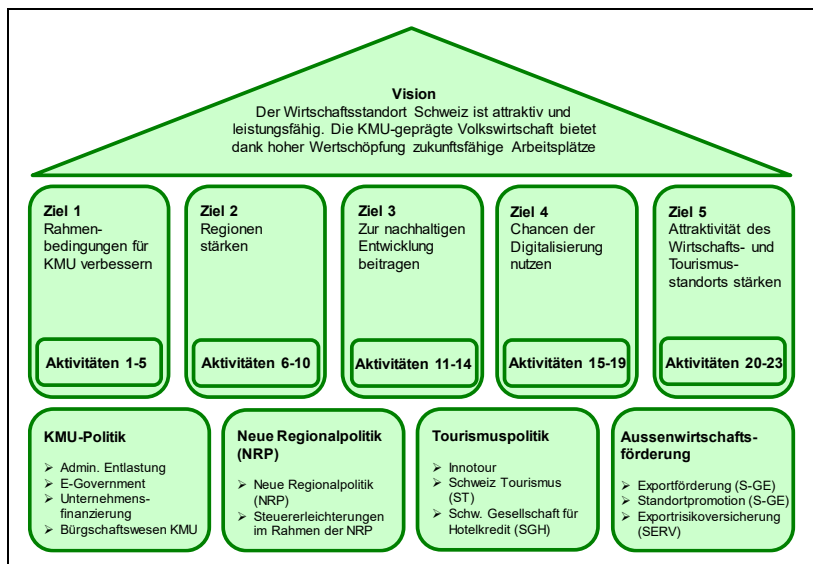 Vision
Der Wirtschaftsstandort Schweiz ist attraktiv und
leistungsfähig. Die KMU-geprägte Volkswirtschaft bietet
dank hoher Wertschöpfung zukunftsfähige Arbeitsplätze
Ziel 1
Rahmen-
bedingungen für
KMU verbessern
Aktivitäten 1-5
Ziel 2
Regionen
stärken
Aktivitäten 6-10
Ziel 3
Zur nachhaltigen
Entwicklung
beitragen
Aktivitäten 11-14
Ziel 4
Chancen der
Digitalisierung
nutzen
Aktivitäten 15-19
Ziel 5
Attraktivität des
Wirtschafts- und
Tourismus-
standorts stärken
Aktivitäten 20-23
KMU-Politik
➢ Admin. Entlastung
➢ E-Government
➢ Unternehmens-
finanzierung
➢ Bürgschaftswesen KMU
Neue Regionalpolitik
(NRP)
➢ Neue Regionalpolitik
(NRP)
➢ Steuererleichterungen
im Rahmen der NRP
Tourismuspolitik
➢ Innotour
➢ Schweiz Tourismus
(ST)
➢ Schw. Gesellschaft für
Hotelkredit (SGH)
Aussenwirtschafts-
förderung
➢ Exportförderung (S-GE)
➢ Standortpromotion (S-GE)
➢ Exportrisikoversicherung
(SERV)